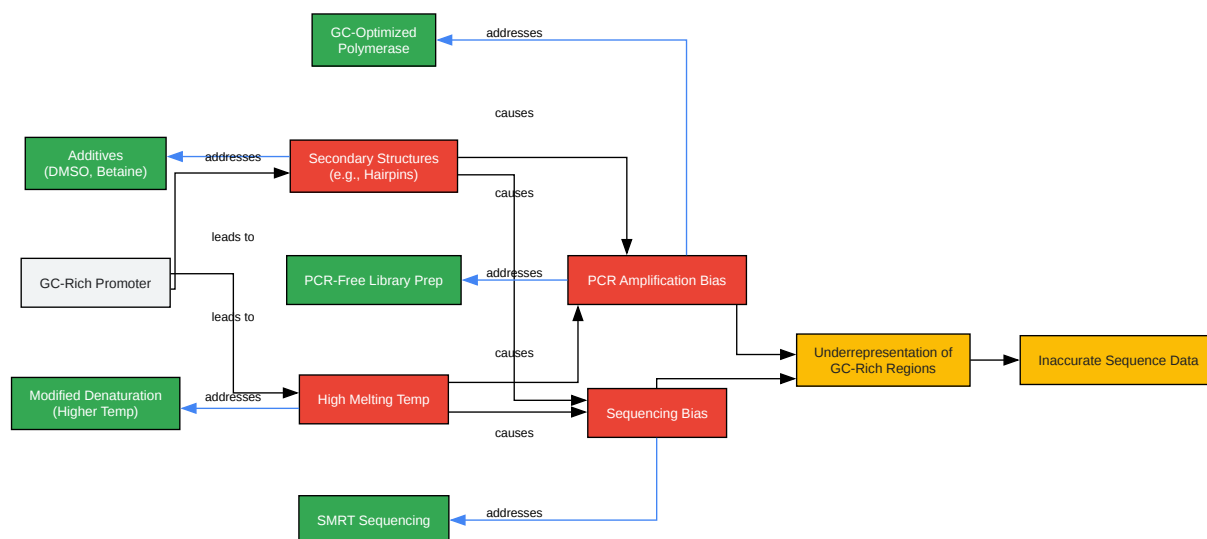 GC-Optimized
Polymerase
addresses
causes
Additives
(DMSO, Betaine)
addresses
Secondary Structures
(e.g., Hairpins)
causes
leads to
GC-Rich Promoter
PCR-Free Library Prep
addresses
PCR Amplification Bias
leads to
causes
Underrepresentation of
GC-Rich Regions
Inaccurate Sequence Data
Modified Denaturation
(Higher Temp)
addresses
High Melting Temp
Sequencing Bias
causes
SMRT Sequencing
addresses